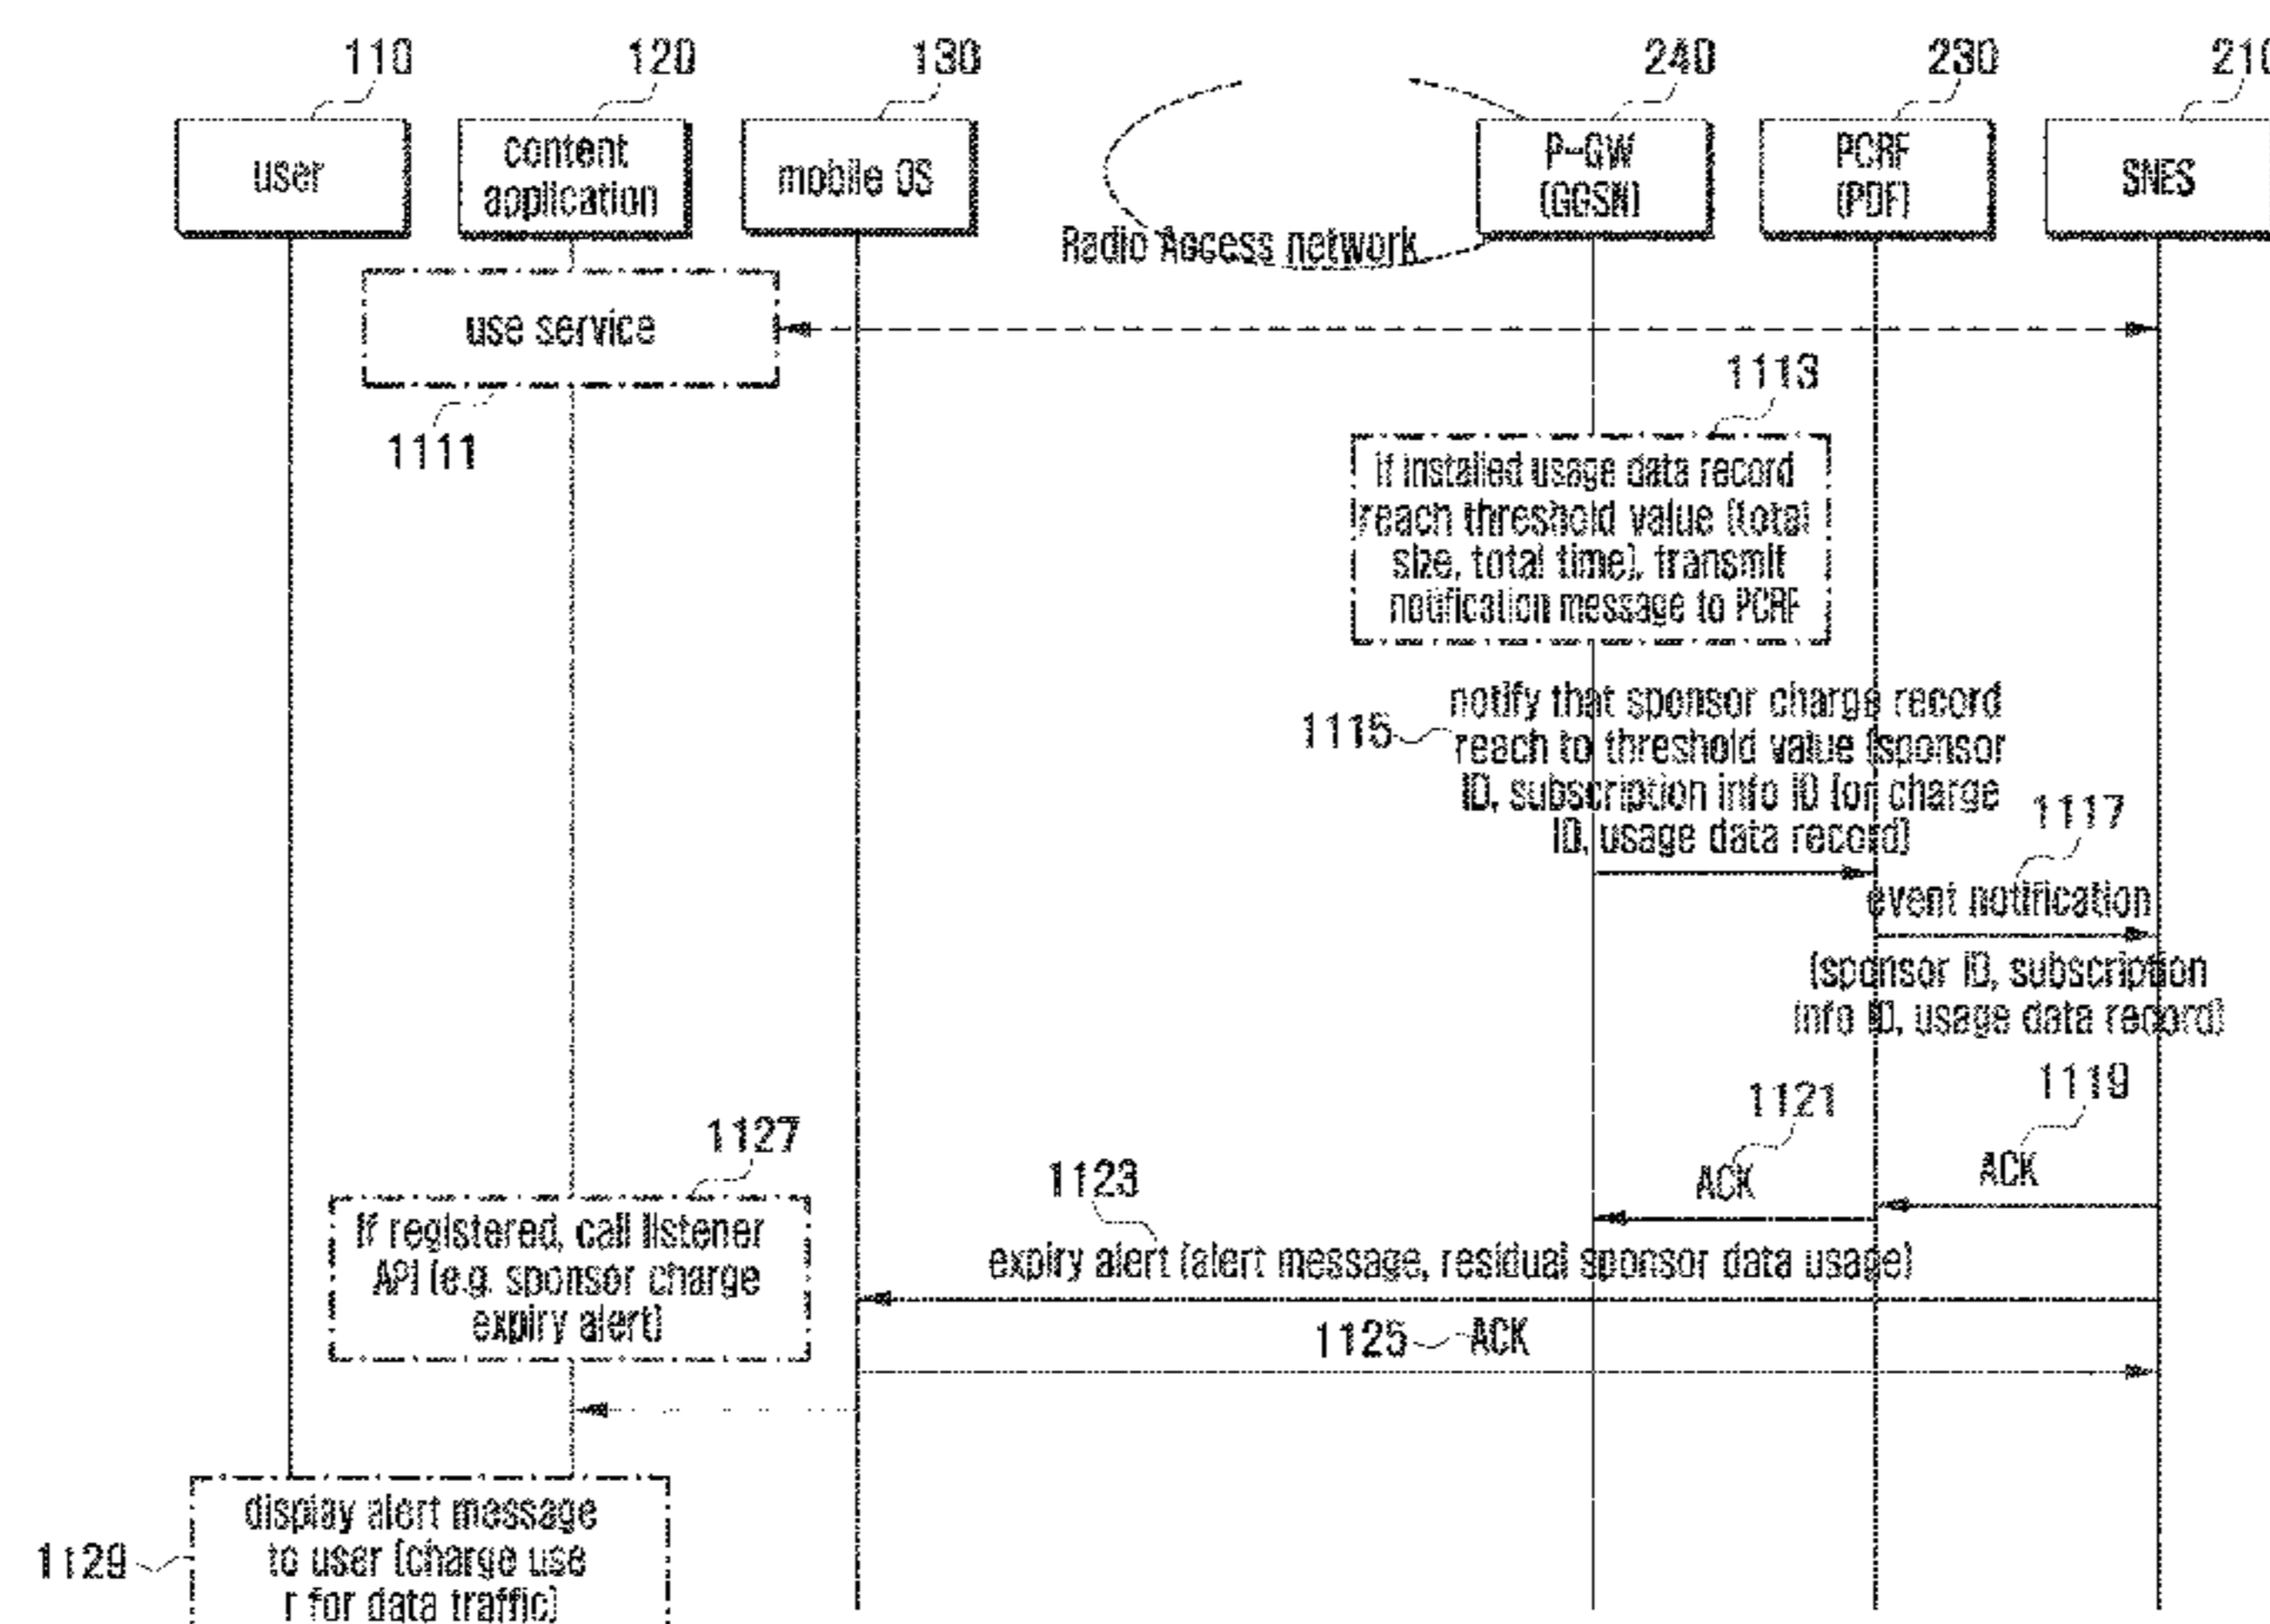 110
120
130
240
230
210
user
content
application
mobile OS
P-GW
(GGSN)
PCRF
(PDF)
SNES
Radio Access network
use service
1111
1113
if installed usage data record
reach threshold value (total
size, total time), transmit
notification message to PCRF
1115
notify that sponsor charge record
reach to threshold value (sponsor
ID, subscription info ID (or charge
ID, usage data record)
1117
event notification
(sponsor ID, subscription
info ID, usage data record)
1119
ACK
1121
ACK
1123
expiry alert (alert message, residual sponsor data usage)
1125
ACK
1127
if registered, call listener
API (e.g. sponsor charge
expiry alert)
1129
display alert message
to user (charge use
r for data traffic)